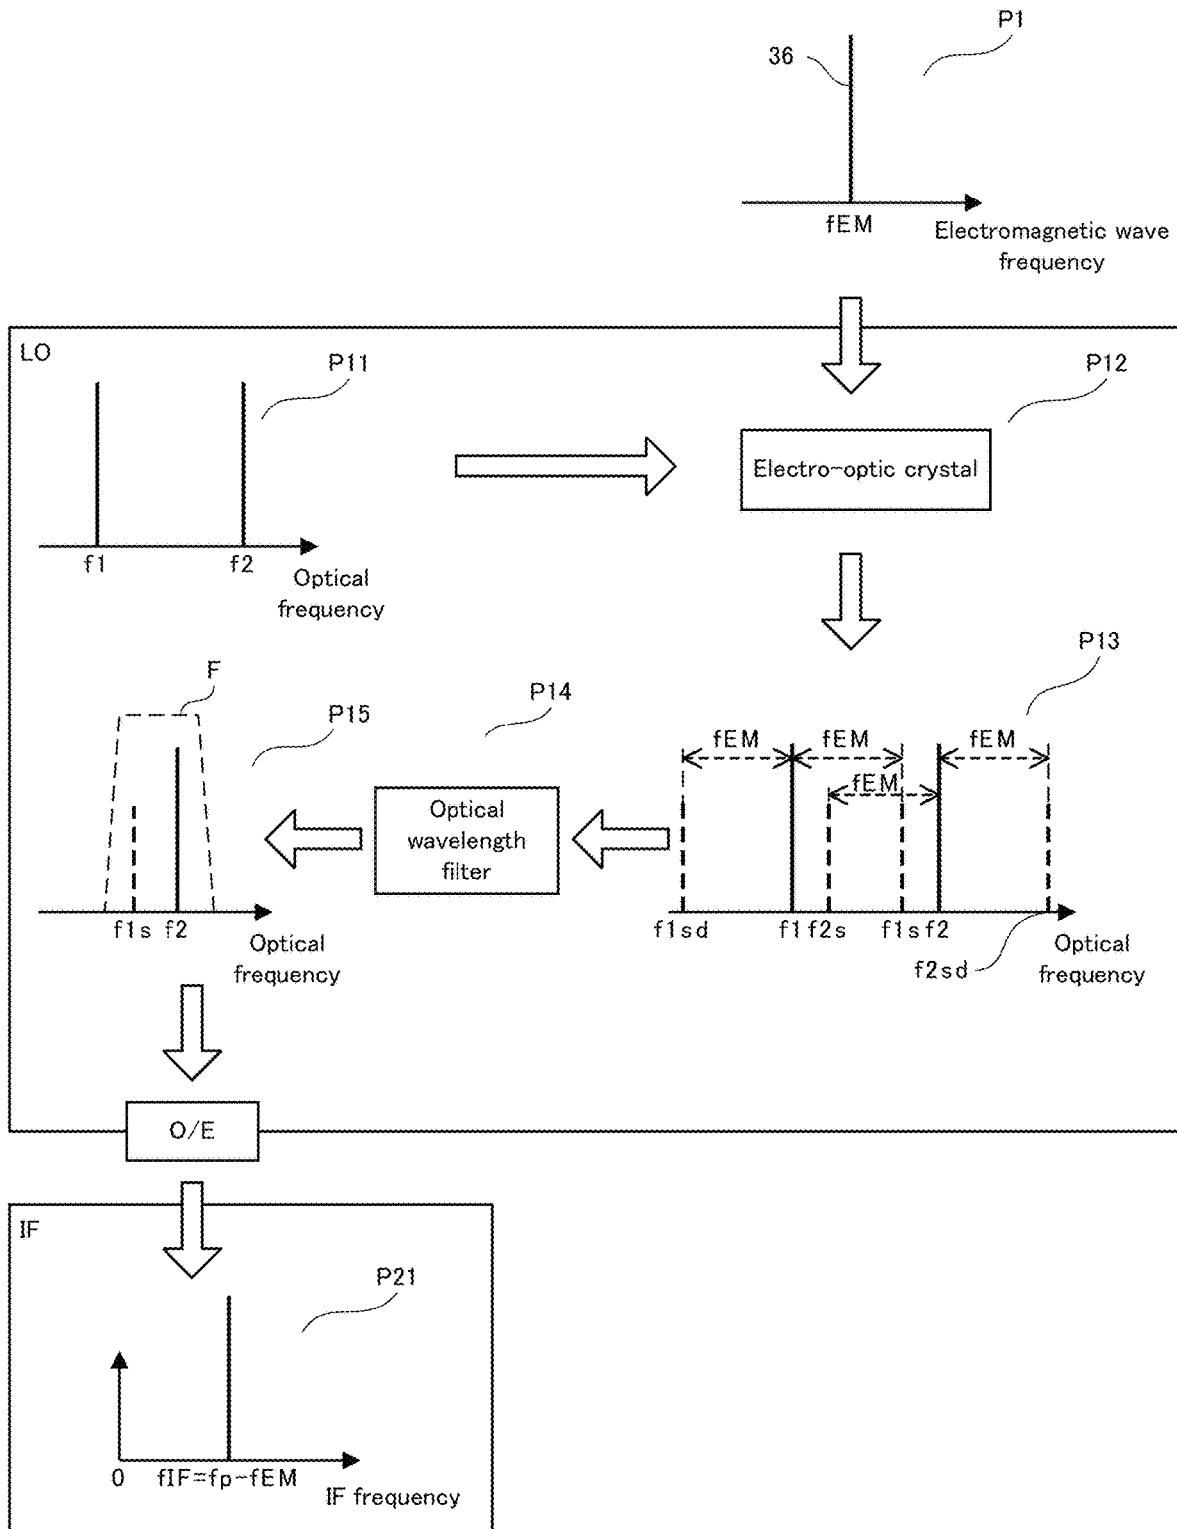 P1
36
fEM
Electromagnetic wave
frequency
LO
P11
P12
Electro-optic crystal
f1
f2
Optical
frequency
F
P15
P14
P13
fEM
fEM
fEM
fEM
Optical
wavelength
filter
f1s
f2
Optical
frequency
f1sd
f1
f2s
f1s
f2
f2sd
Optical
frequency
O/E
IF
P21
0
fIF=fp-fEM
IF frequency